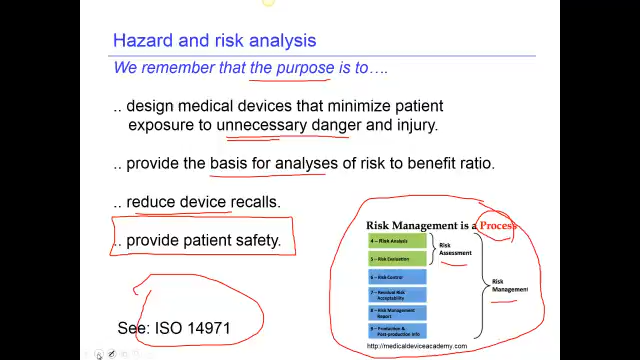 Hazard and risk analysis
We remember that the purpose is to….
.. design medical devices that minimize patient
exposure to unnecessary danger and injury.
.. provide the basis for analyses of risk to benefit ratio.
.. reduce device recalls.
.. provide patient safety.
See: ISO 14971
Risk Management is a Process
4 – Risk Analysis
5 – Risk Evaluation
6 – Risk Control
7 – Residual Risk
Acceptability
8 – Risk Management
Report
9 – Production &
Post-production Info
Risk
Assessment
Risk
Management
http://medicaldeviceacademy.com